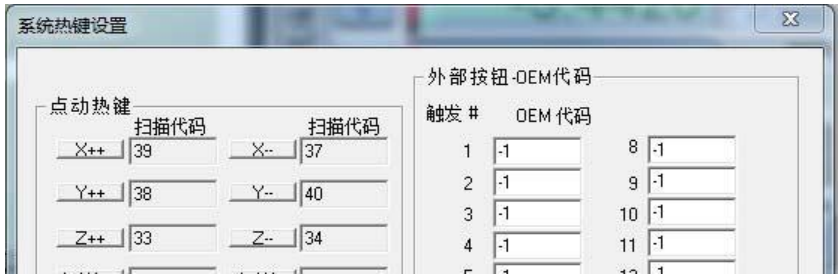 系统热键设置
外部按钮-OEM代码
点动热键
触发 # OEM 代码
扫描代码 扫描代码
X++ 39 X-- 37 1 -1 8 -1
Y++ 38 Y-- 40 2 -1 9 -1
Z++ 33 Z-- 34 3 -1 10 -1
4 -1 11 -1